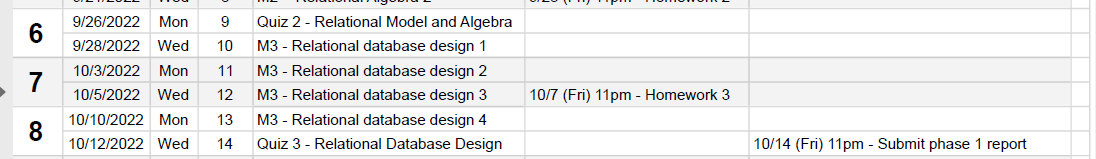 6 9/26/2022 Mon 9 Quiz 2 - Relational Model and Algebra
9/28/2022 Wed 10 M3 - Relational database design 1
7 10/3/2022 Mon 11 M3 - Relational database design 2
10/5/2022 Wed 12 M3 - Relational database design 3 10/7 (Fri) 11pm - Homework 3
8 10/10/2022 Mon 13 M3 - Relational database design 4
10/12/2022 Wed 14 Quiz 3 - Relational Database Design 10/14 (Fri) 11pm - Submit phase 1 report